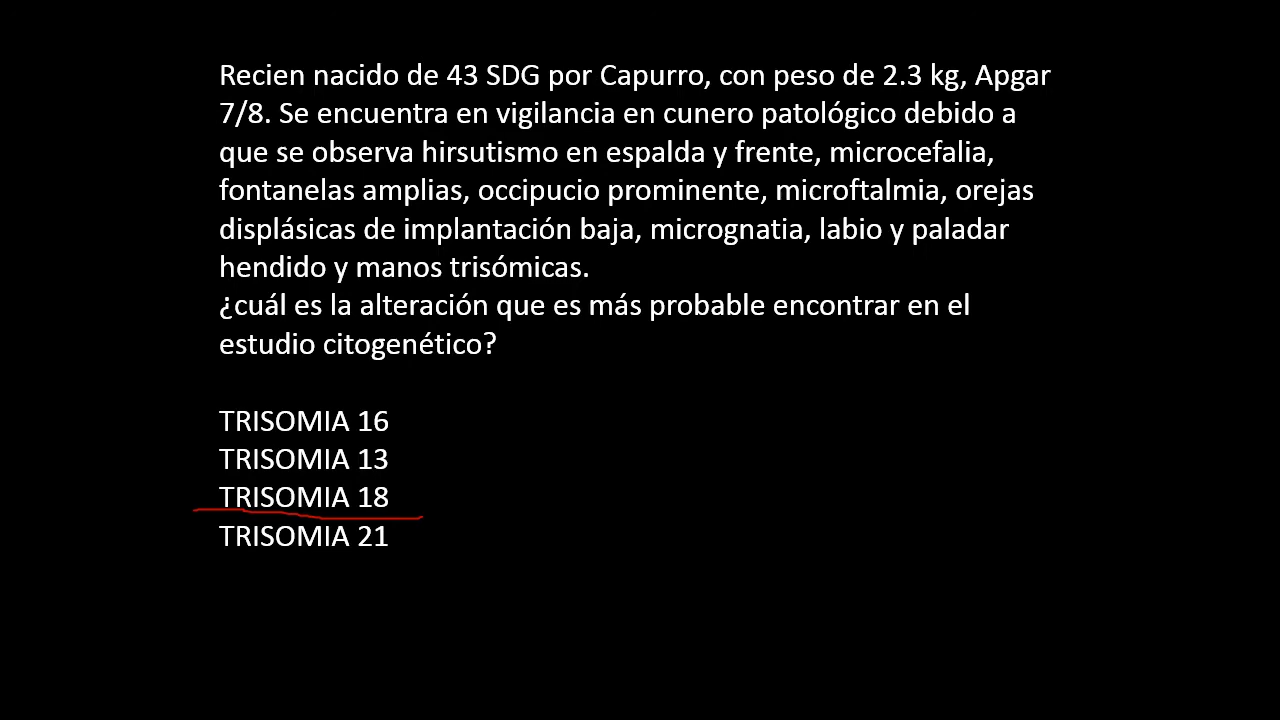 Recien nacido de 43 SDG por Capurro, con peso de 2.3 kg, Apgar
7/8. Se encuentra en vigilancia en cunero patológico debido a
que se observa hirsutismo en espalda y frente, microcefalia,
fontanelas amplias, occipucio prominente, microftalmia, orejas
displásicas de implantación baja, micrognatia, labio y paladar
hendido y manos trisómicas.
¿cuál es la alteración que es más probable encontrar en el
estudio citogenético?
TRISOMIA 16
TRISOMIA 13
TRISOMIA 18
TRISOMIA 21